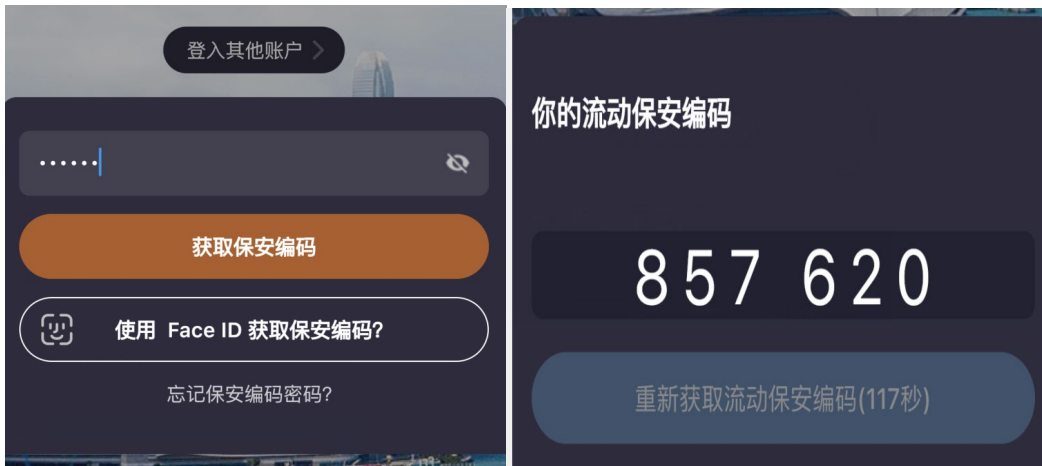 登入其他账户
••••••
获取保安编码
使用 Face ID 获取保安编码?
忘记保安编码密码?
你的流动保安编码
857 620
重新获取流动保安编码(117秒)